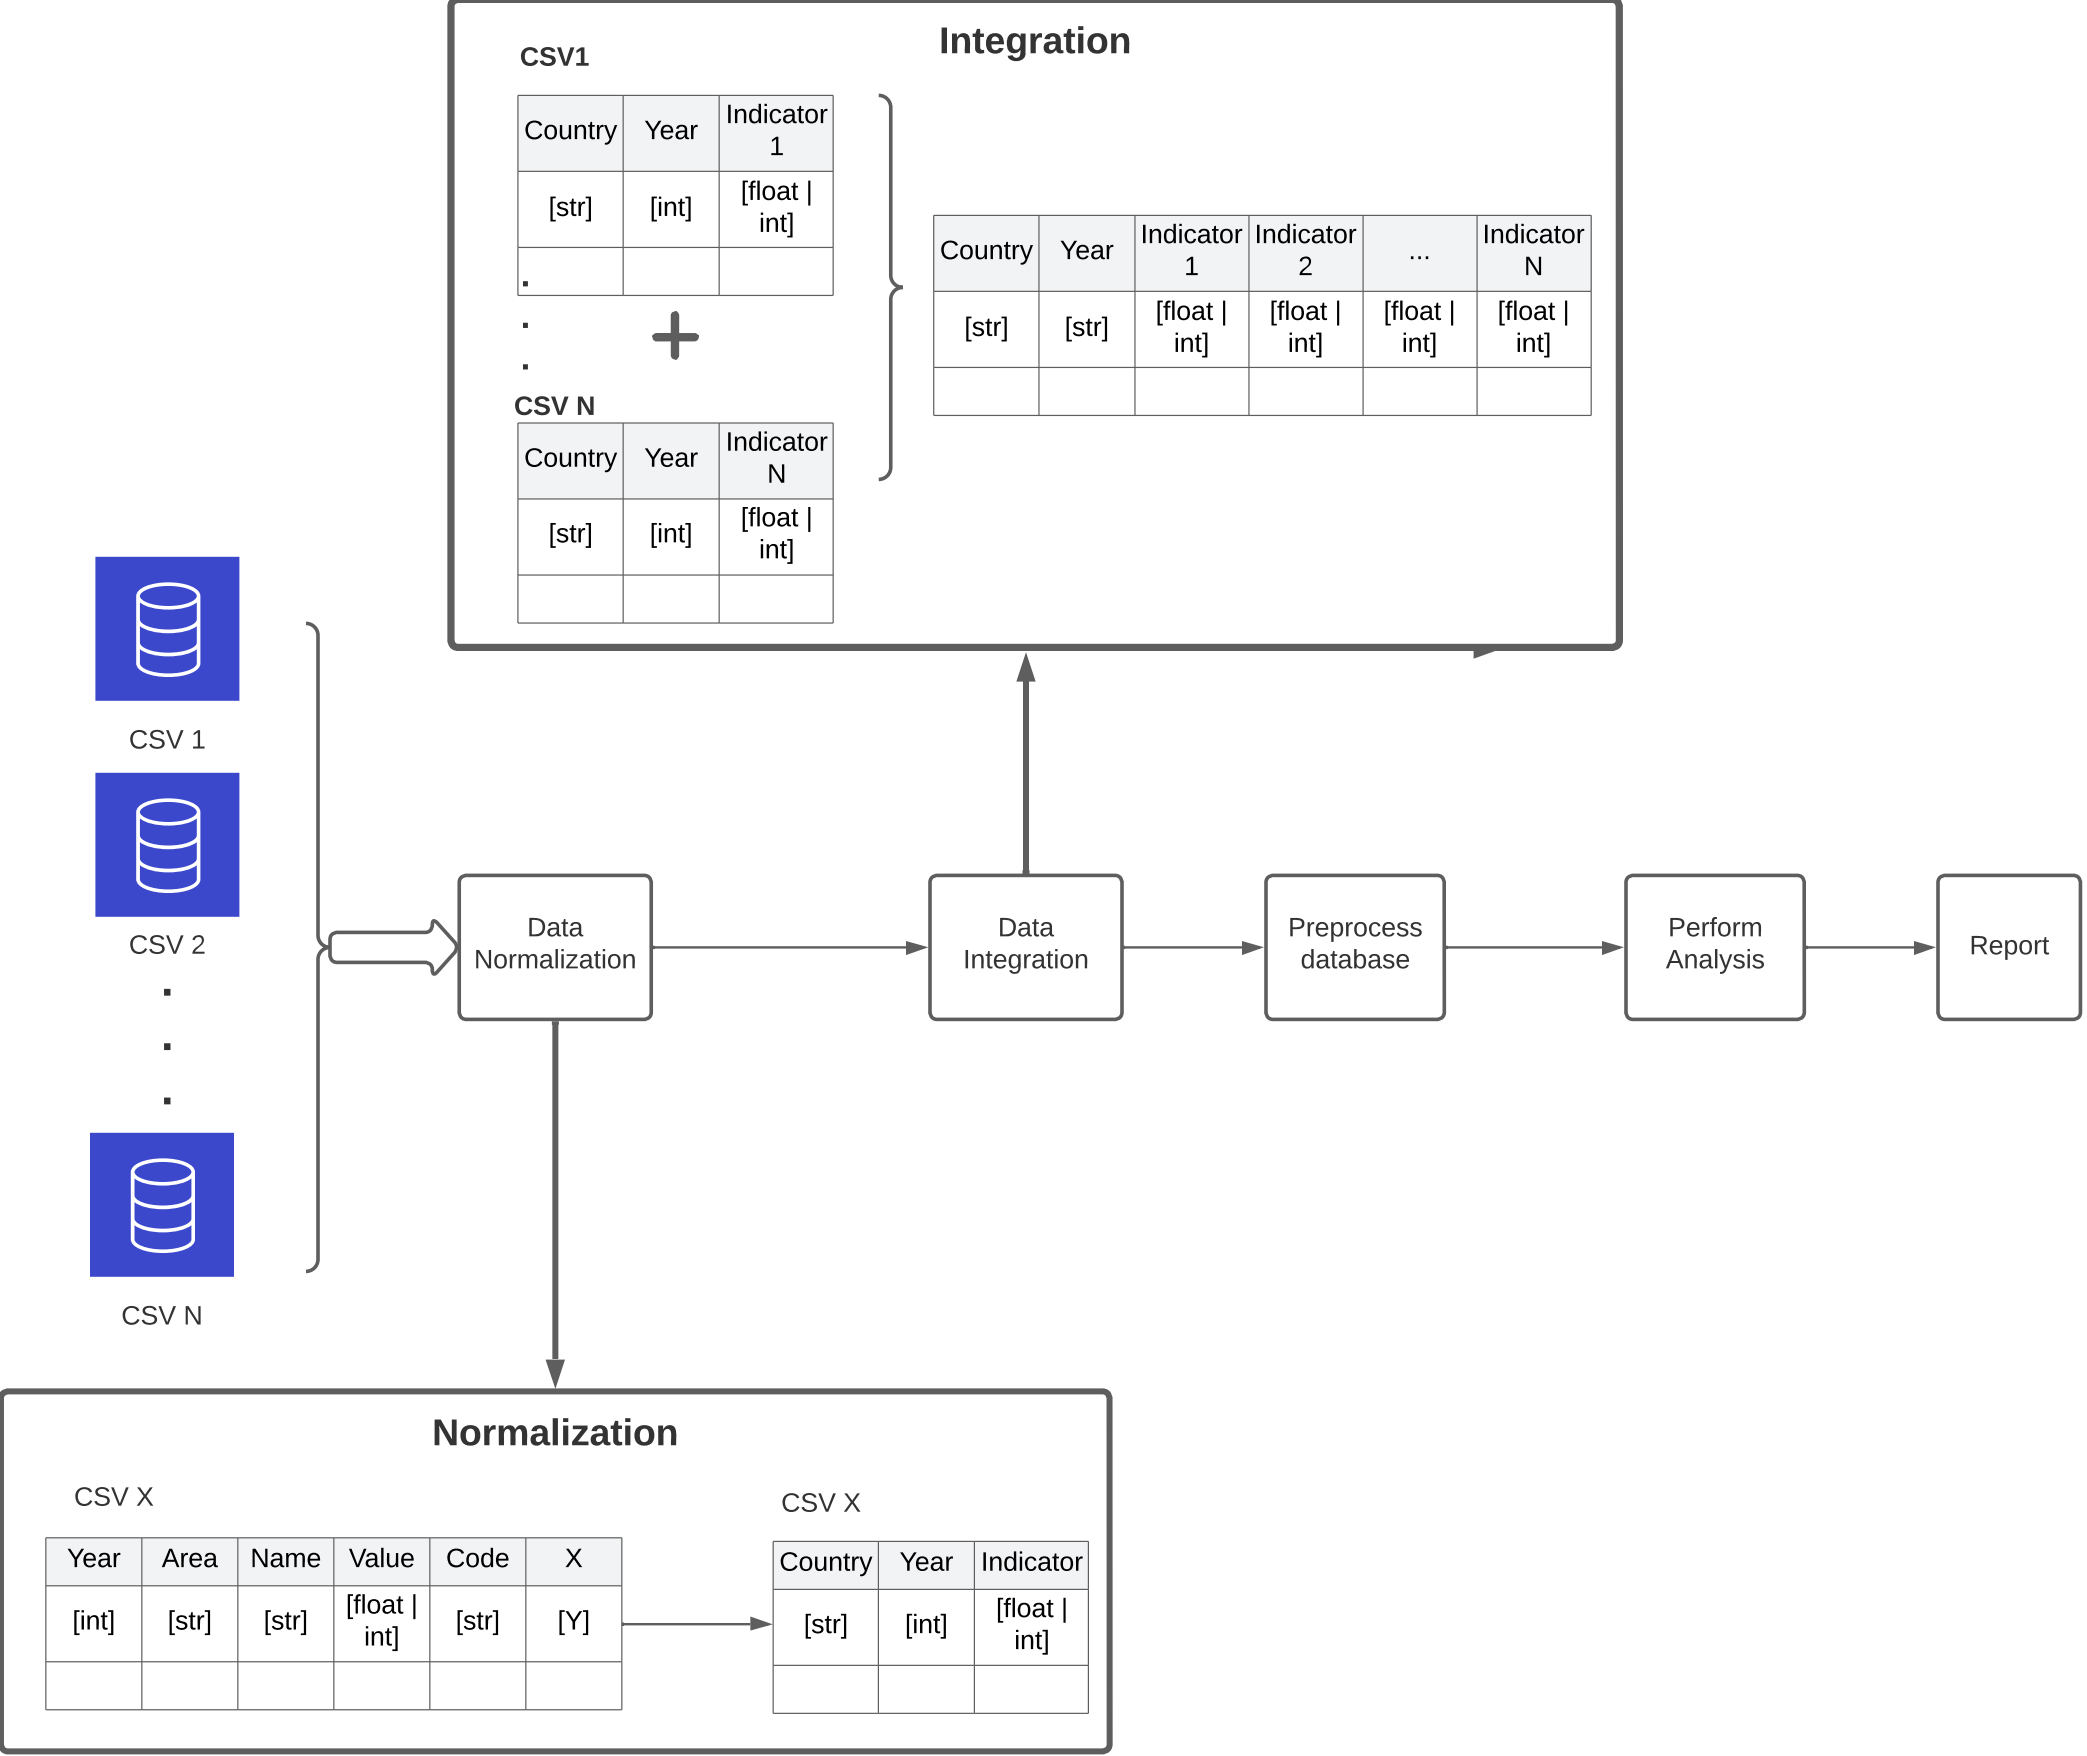 Integration
CSV1
Country Year Indicator 1
[str] [int] [float | int]
.
.
.
CSV N
Country Year Indicator N
[str] [int] [float | int]
Country Year Indicator 1 Indicator 2 ... Indicator N
[str] [str] [float | int] [float | int] [float | int] [float | int]
CSV 1
CSV 2
.
.
.
CSV N
Data
Normalization
Data
Integration
Preprocess
database
Perform
Analysis
Report
Normalization
CSV X
Year Area Name Value Code X
[int] [str] [str] [float | int] [str] [Y]
CSV X
Country Year Indicator
[str] [int] [float | int]